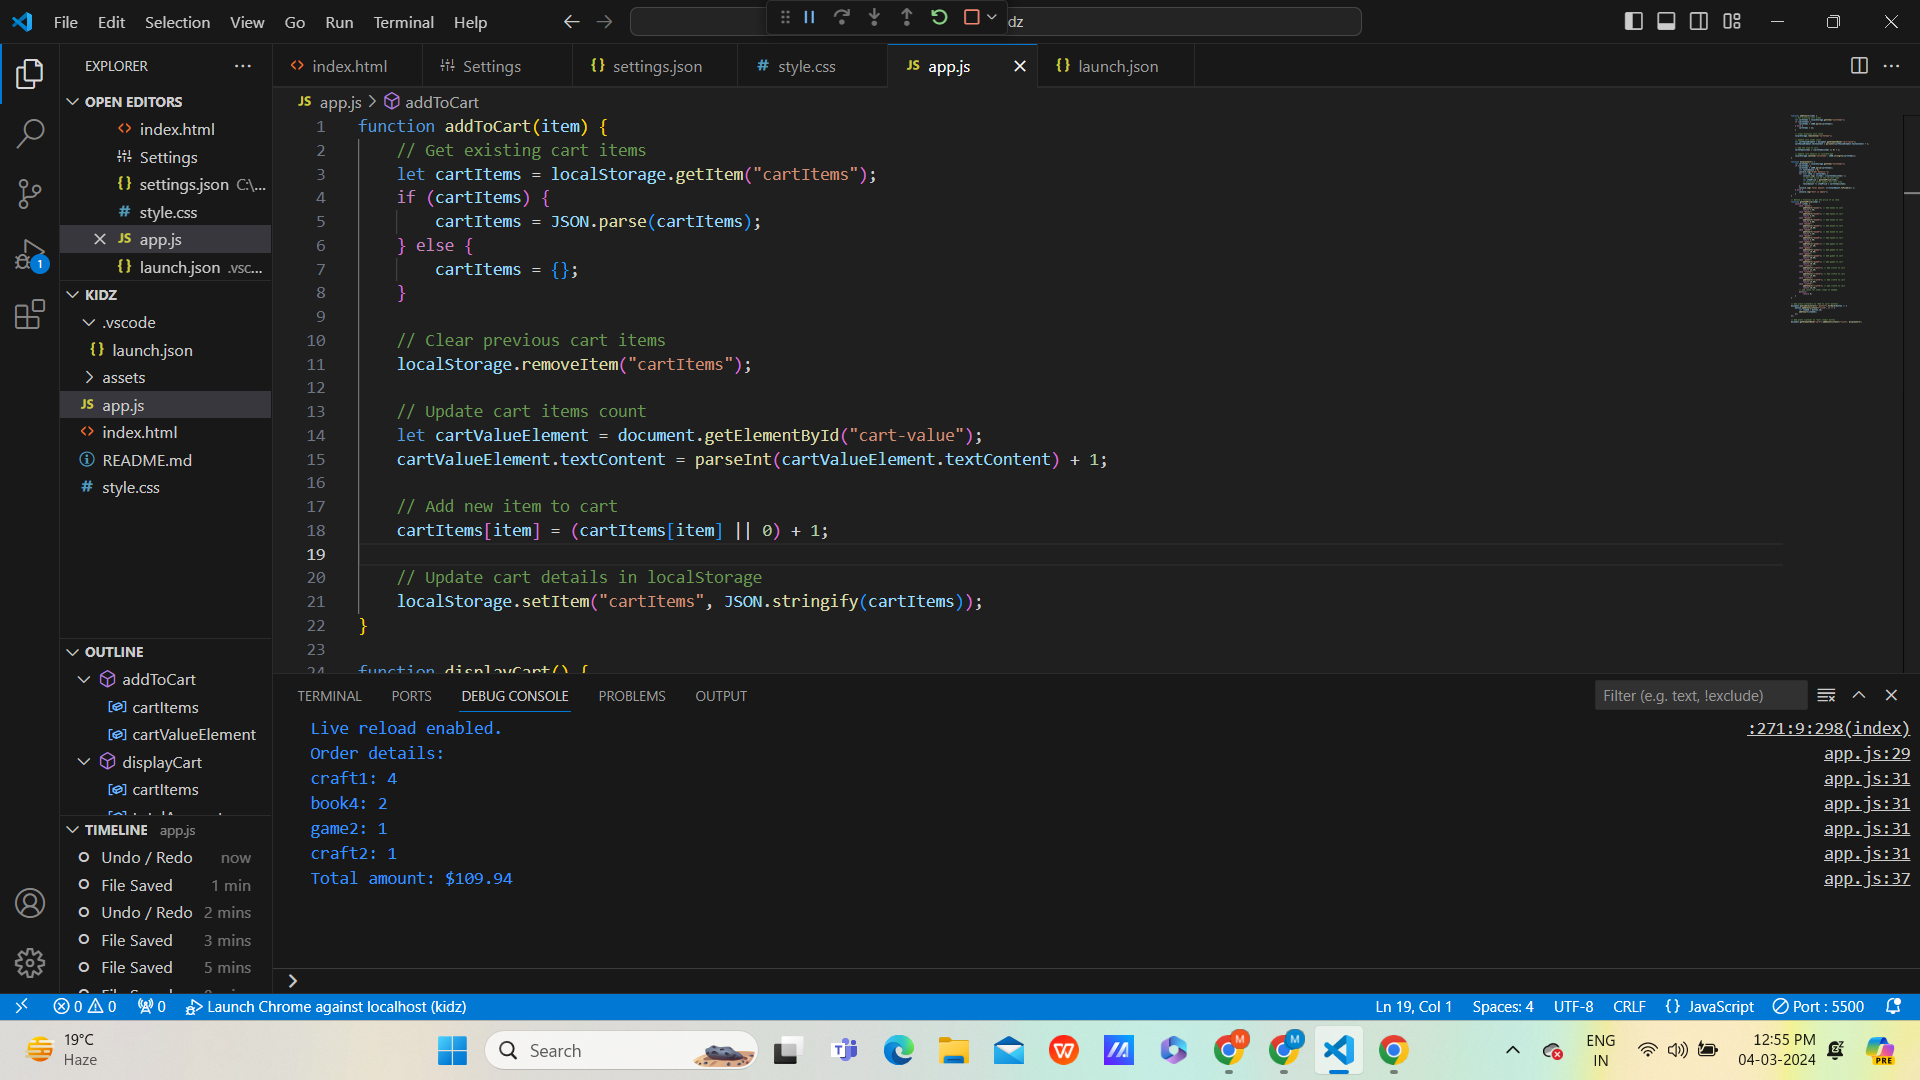 File Edit Selection View Go Run Terminal Help
dz
EXPLORER
OPEN EDITORS
index.html
Settings
settings.json C:\...
style.css
app.js
launch.json .vsc...
KIDZ
.vscode
launch.json
assets
app.js
index.html
README.md
style.css
OUTLINE
addToCart
cartItems
cartValueElement
displayCart
cartItems
TIMELINE app.js
Undo / Redo now
File Saved 1 min
Undo / Redo 2 mins
File Saved 3 mins
File Saved 5 mins
index.html Settings settings.json style.css app.js launch.json
app.js > addToCart
1 function addToCart(item) {
2 // Get existing cart items
3 let cartItems = localStorage.getItem("cartItems");
4 if (cartItems) {
5 cartItems = JSON.parse(cartItems);
6 } else {
7 cartItems = {};
8 }
9
10 // Clear previous cart items
11 localStorage.removeItem("cartItems");
12
13 // Update cart items count
14 let cartValueElement = document.getElementById("cart-value");
15 cartValueElement.textContent = parseInt(cartValueElement.textContent) + 1;
16
17 // Add new item to cart
18 cartItems[item] = (cartItems[item] || 0) + 1;
19
20 // Update cart details in localStorage
21 localStorage.setItem("cartItems", JSON.stringify(cartItems));
22 }
23
24 function displayCart() {
TERMINAL PORTS DEBUG CONSOLE PROBLEMS OUTPUT
Filter (e.g. text, !exclude)
Live reload enabled. :271:9:298(index)
Order details: app.js:29
craft1: 4 app.js:31
book4: 2 app.js:31
game2: 1 app.js:31
craft2: 1 app.js:31
Total amount: $109.94 app.js:37
0 0 0 Launch Chrome against localhost (kidz)
Ln 19, Col 1 Spaces: 4 UTF-8 CRLF {} JavaScript Port : 5500
19°C
Haze
Search
ENG
IN
12:55 PM
04-03-2024
PRE